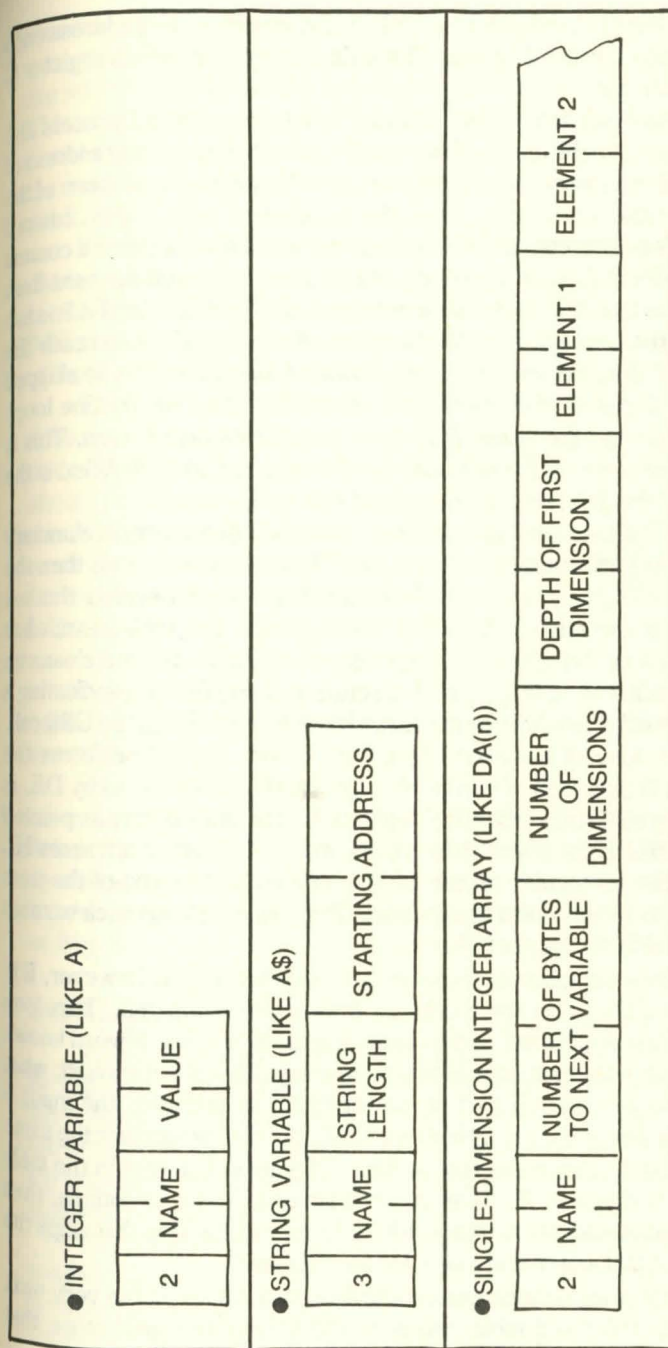 ● INTEGER VARIABLE (LIKE A)
2 NAME VALUE
● STRING VARIABLE (LIKE A$)
3 NAME STRING LENGTH STARTING ADDRESS
● SINGLE-DIMENSION INTEGER ARRAY (LIKE DA(n))
2 NAME NUMBER OF BYTES TO NEXT VARIABLE NUMBER OF DIMENSIONS DEPTH OF FIRST DIMENSION ELEMENT 1 ELEMENT 2